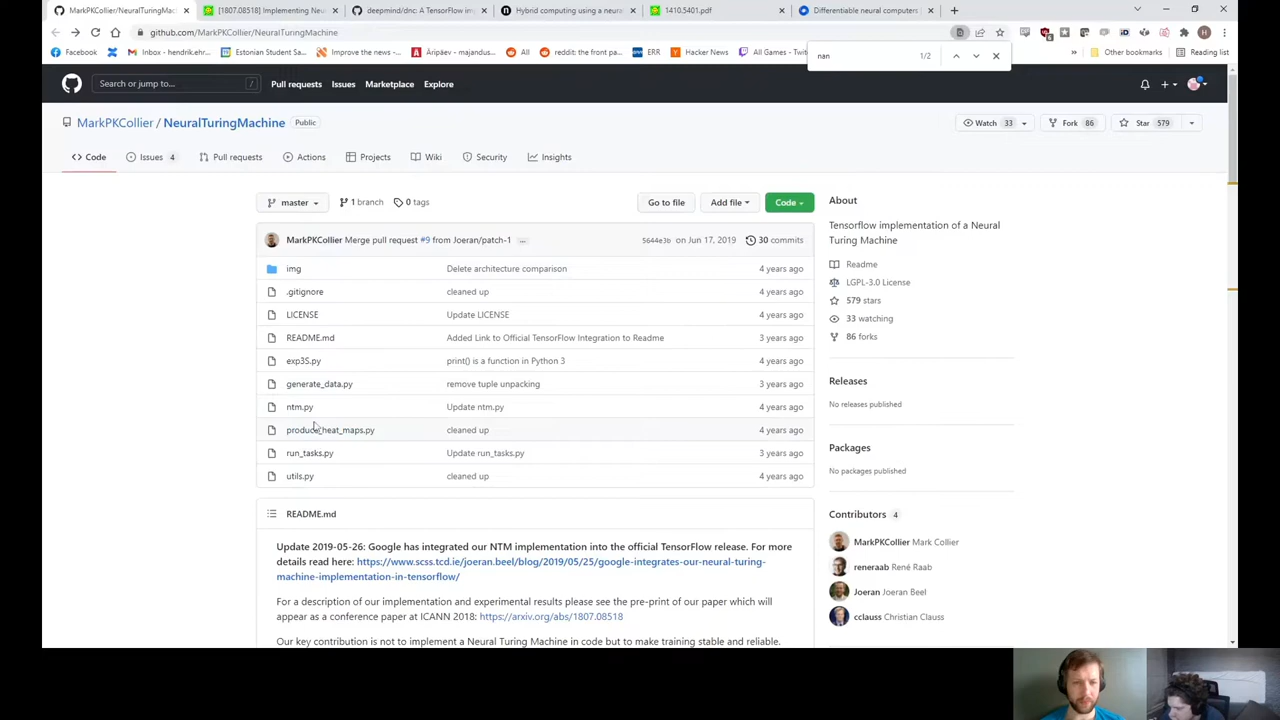 MarkPKCollier/NeuralTuringMachine
[1807.08518] Implementing Neu
deepmind/dnc: A TensorFlow im
Hybrid computing using a neura
1410.5401.pdf
Differentiable neural computers
github.com/MarkPKCollier/NeuralTuringMachine
Facebook
Inbox - hendrik.ehr...
Estonian Student Sa...
Improve the news -...
Äripäev - majandus...
All
reddit: the front pa...
ERR
Hacker News
All Games - Twitch
Other bookmarks
Reading list
nan
1/2
Search or jump to...
/
Pull requests
Issues
Marketplace
Explore
MarkPKCollier / NeuralTuringMachine
Public
Watch 33
Fork 86
Star 579
Code
Issues 4
Pull requests
Actions
Projects
Wiki
Security
Insights
master
1 branch
0 tags
Go to file
Add file
Code
MarkPKCollier Merge pull request #9 from Joeran/patch-1 ...
5644e3b on Jun 17, 2019
30 commits
img
Delete architecture comparison
4 years ago
.gitignore
cleaned up
4 years ago
LICENSE
Update LICENSE
4 years ago
README.md
Added Link to Official TensorFlow Integration to Readme
3 years ago
exp3S.py
print() is a function in Python 3
4 years ago
generate_data.py
remove tuple unpacking
3 years ago
ntm.py
Update ntm.py
4 years ago
produce_heat_maps.py
cleaned up
4 years ago
run_tasks.py
Update run_tasks.py
3 years ago
utils.py
cleaned up
4 years ago
README.md
Update 2019-05-26: Google has integrated our NTM implementation into the official TensorFlow release. For more
details read here: https://www.scss.tcd.ie/joeran.beel/blog/2019/05/25/google-integrates-our-neural-turing-
machine-implementation-in-tensorflow/
For a description of our implementation and experimental results please see the pre-print of our paper which will
appear as a conference paper at ICANN 2018: https://arxiv.org/abs/1807.08518
Our key contribution is not to implement a Neural Turing Machine in code but to make training stable and reliable.
About
Tensorflow implementation of a Neural
Turing Machine
Readme
LGPL-3.0 License
579 stars
33 watching
86 forks
Releases
No releases published
Packages
No packages published
Contributors 4
MarkPKCollier Mark Collier
reneraab René Raab
Joeran Joeran Beel
cclauss Christian Clauss